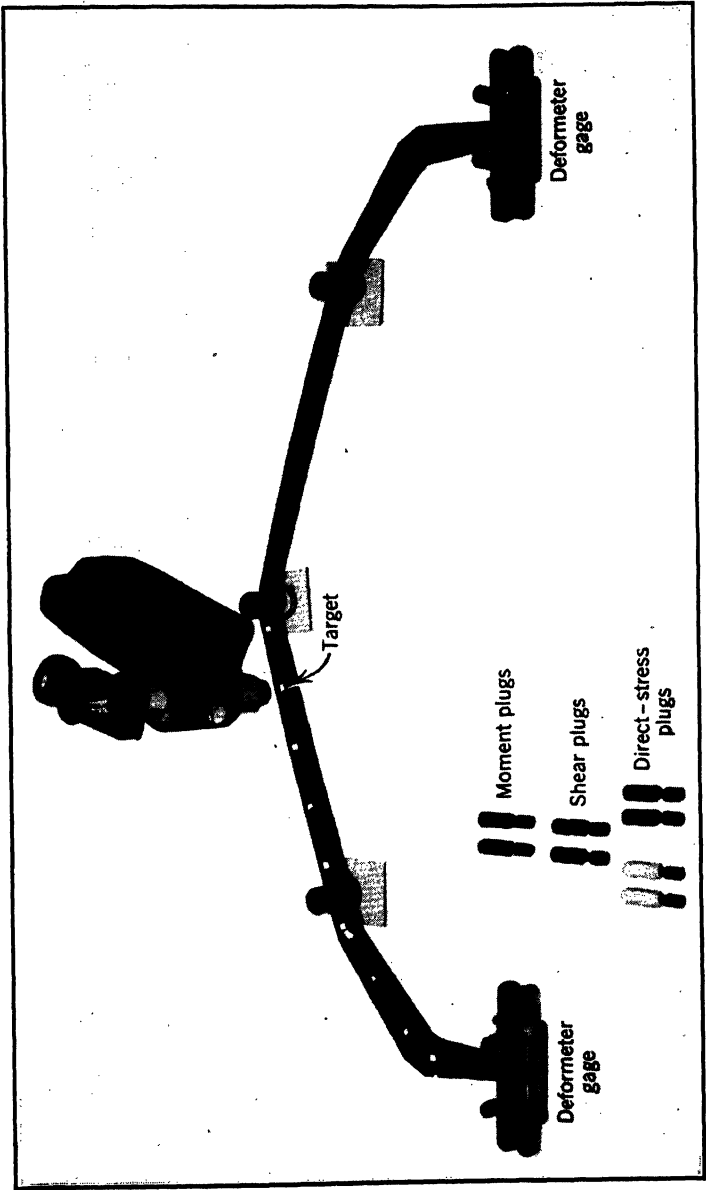 Deformeter
gage
Target
Moment plugs
Shear plugs
Direct-stress
plugs
Deformeter
gage